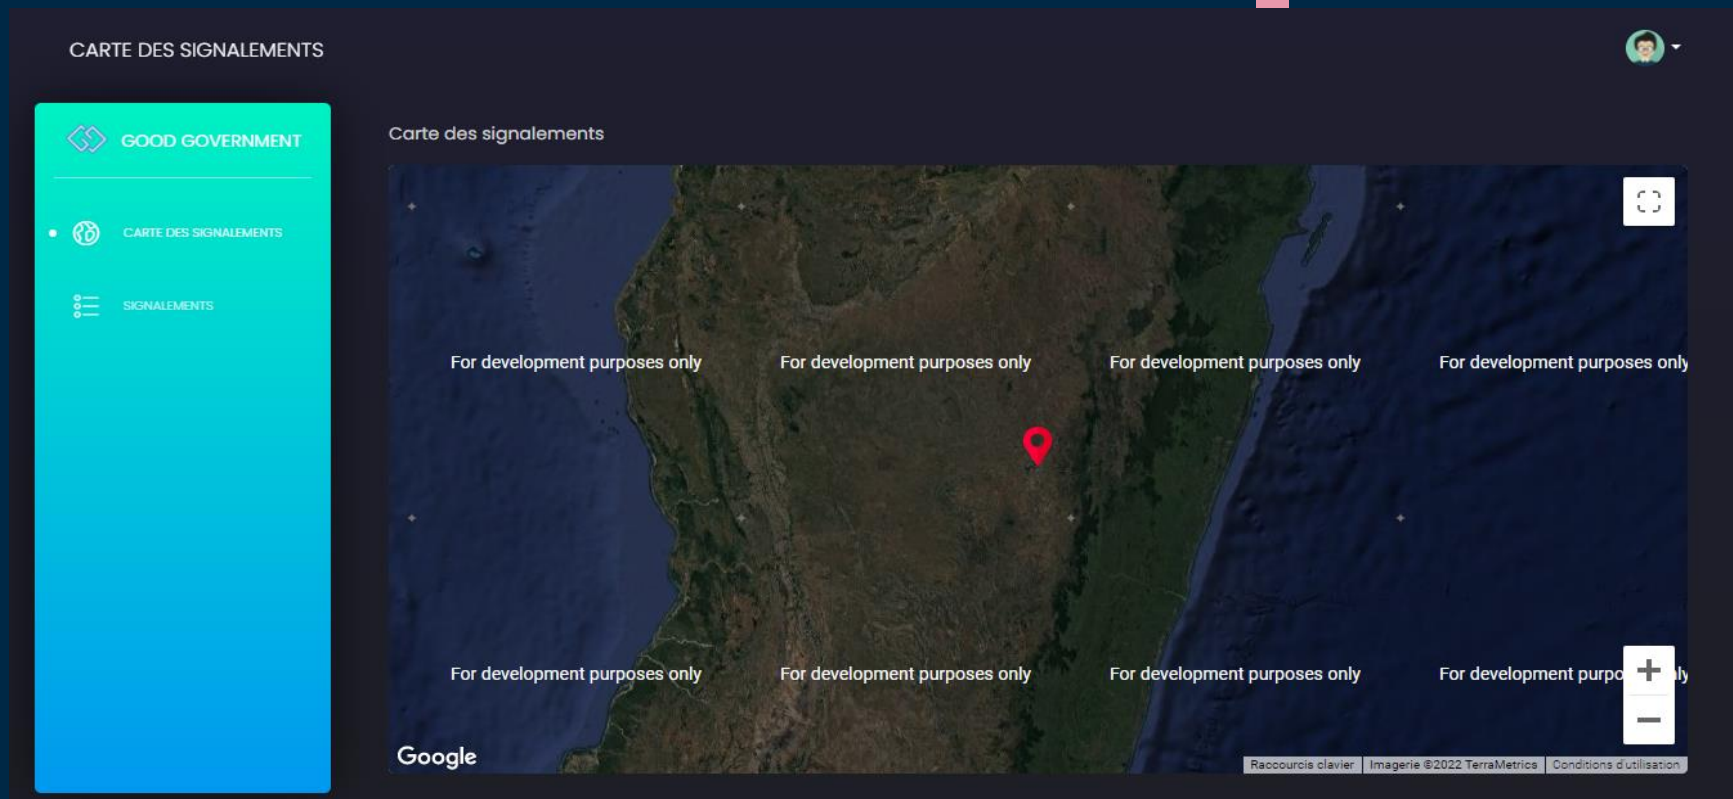 CARTE DES SIGNALEMENTS
GOOD GOVERNMENT
CARTE DES SIGNALEMENTS
SIGNALEMENTS
Carte des signalements
For development purposes only For development purposes only For development purposes only For development purposes only
For development purposes only For development purposes only For development purposes only For development purpo ly
Google
Raccourcis clavier Imagerie ©2022 TerraMetrics Conditions d'utilisation